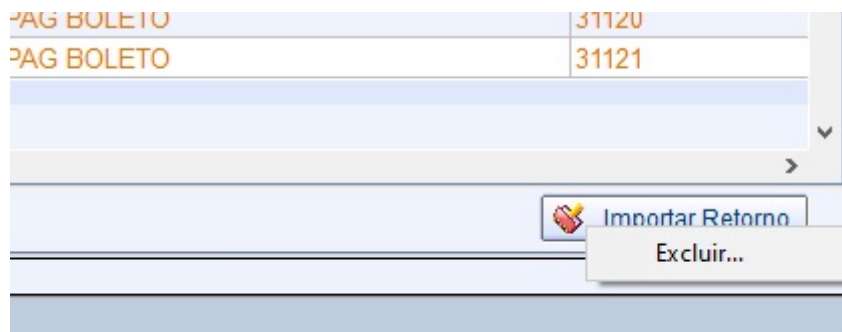 PAG BOLETO 31120
PAG BOLETO 31121
Importar Retorno
Excluir...